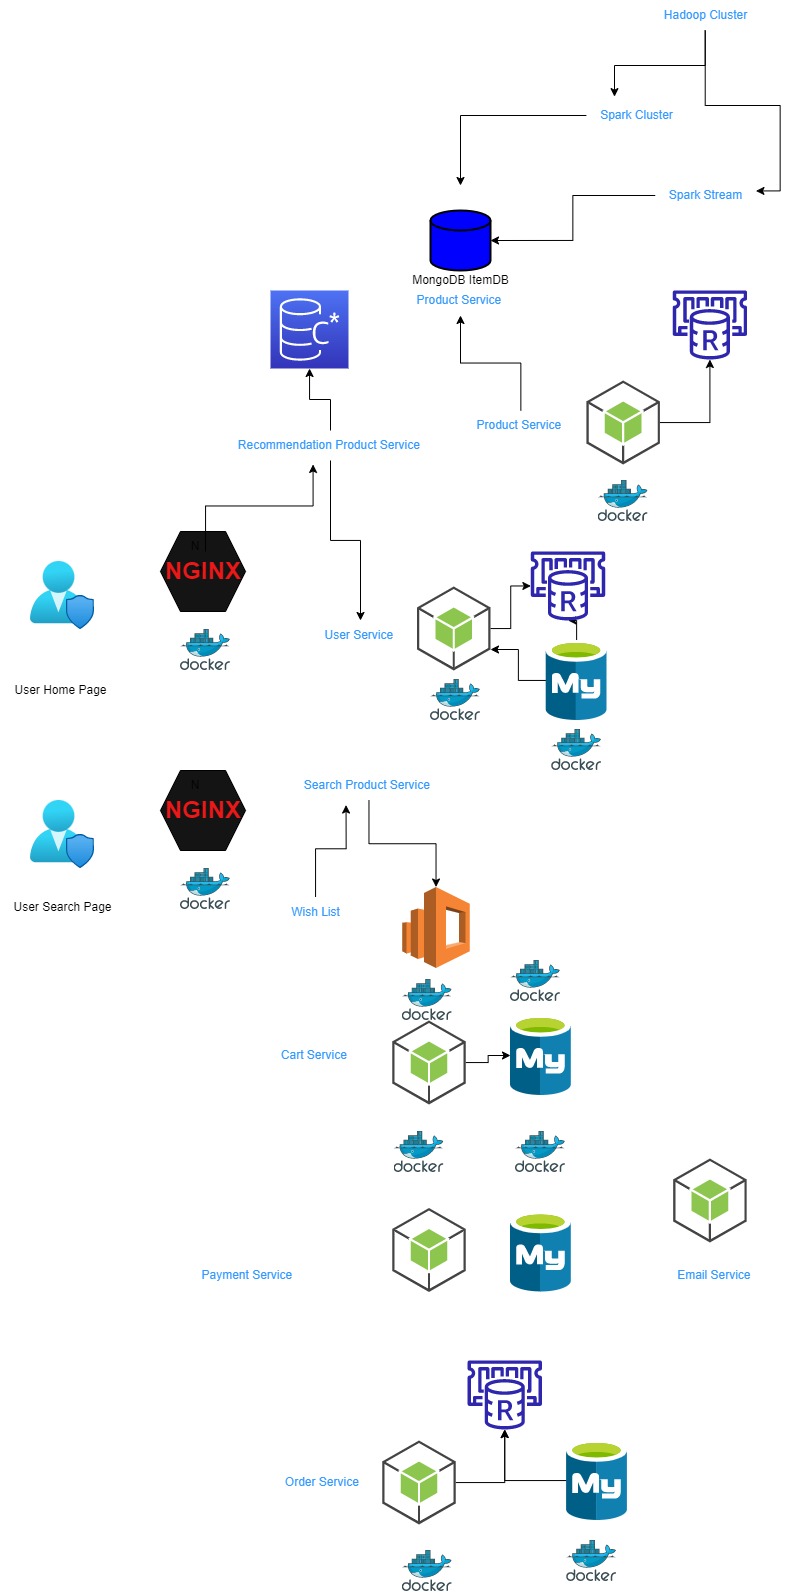 Hadoop Cluster
Spark Cluster
Spark Stream
MongoDB ItemDB
Product Service
C*
R
Product Service
Recommendation Product Service
docker
N
NGINX
R
User Service
My
docker
docker
User Home Page
docker
N
NGINX
Search Product Service
docker
User Search Page
Wish List
docker
docker
Cart Service
My
docker
docker
My
Payment Service
Email Service
R
Order Service
My
docker
docker